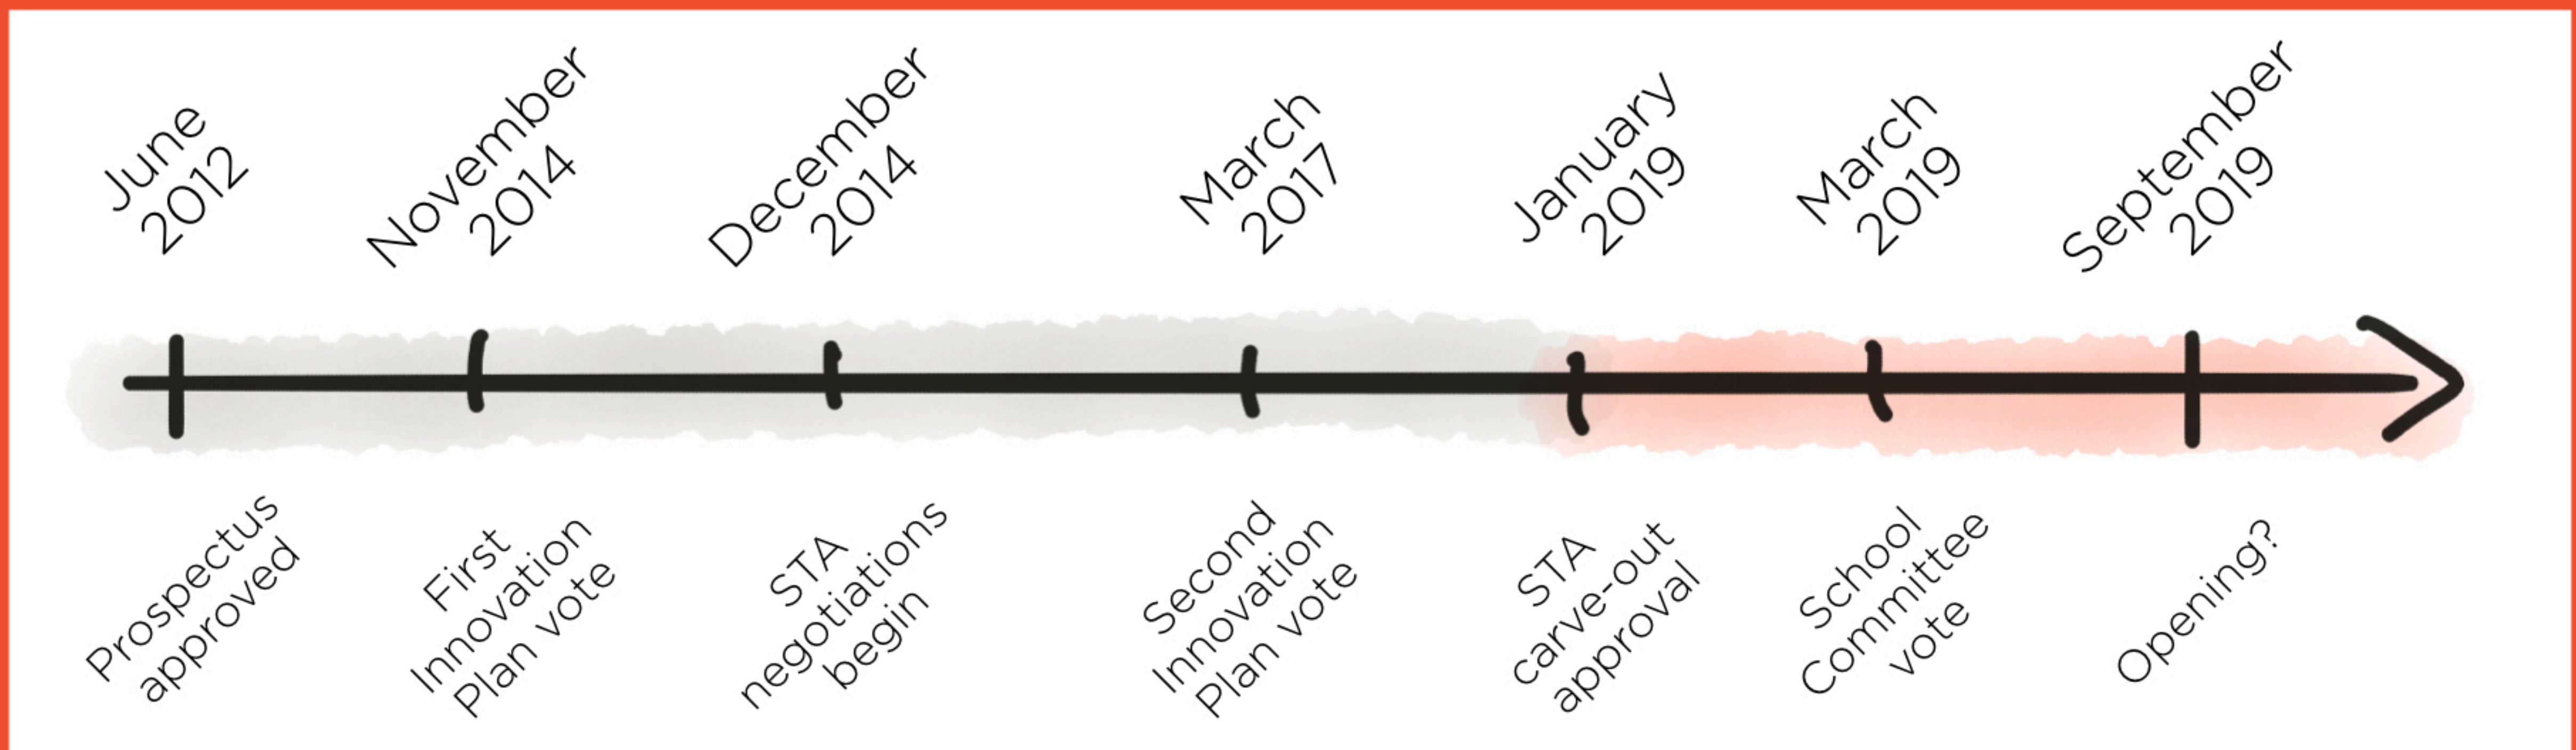 June
2012
November
2014
December
2014
March
2017
January
2019
March
2019
September
2019
Prospectus
approved
First
Innovation
Plan vote
STA
negotiations
begin
Second
Innovation
Plan vote
STA
carve-out
approval
School
Committee
vote
Opening?